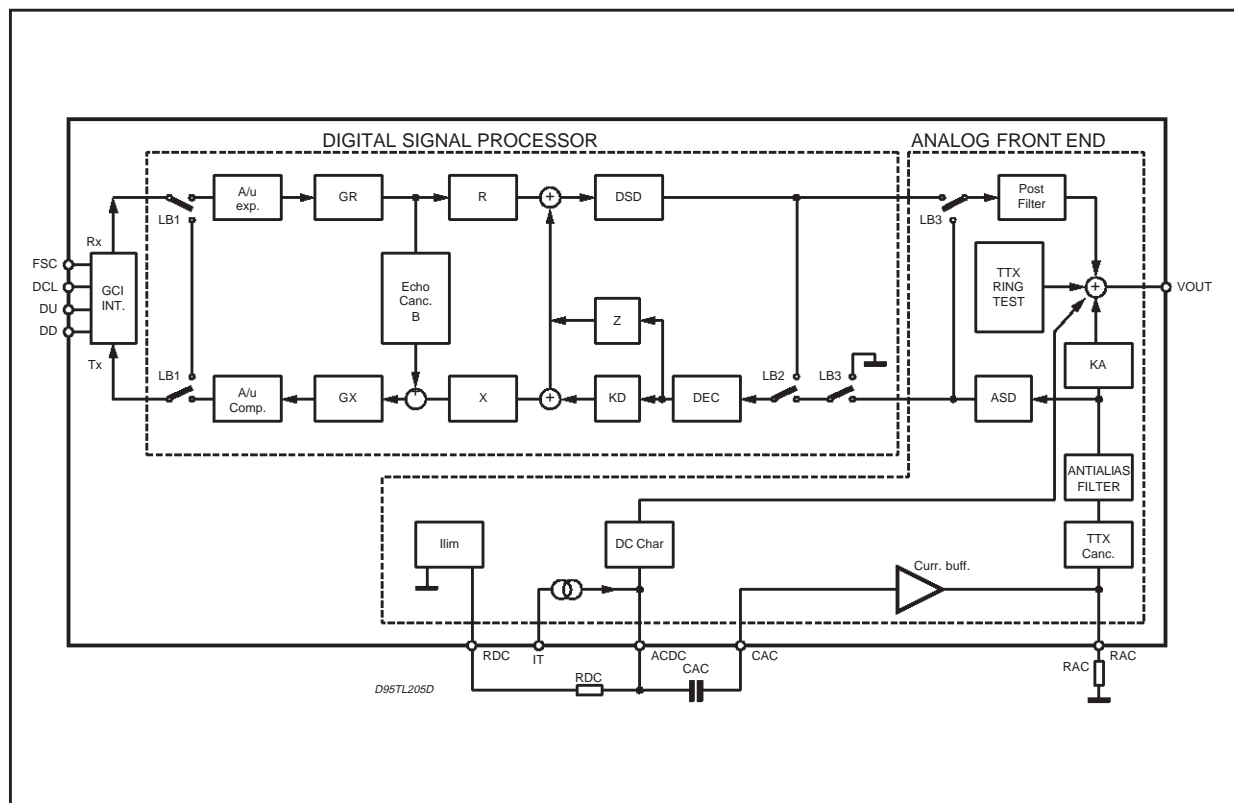 DIGITAL SIGNAL PROCESSOR
ANALOG FRONT END
A/u
exp.
GR
R
+
DSD
Post
Filter
LB1
LB3
Rx
FSC
DCL
DU
DD
GCI
INT.
Echo
Canc.
B
TTX
RING
TEST
+
VOUT
Z
Tx
LB1
LB2
LB3
KA
A/u
Comp.
GX
+
X
+
KD
DEC
ASD
ANTIALIAS
FILTER
Ilim
DC Char
TTX
Canc.
Curr. buff.
RDC
IT
ACDC
CAC
RAC
CAC
RAC
RDC
D95TL205D